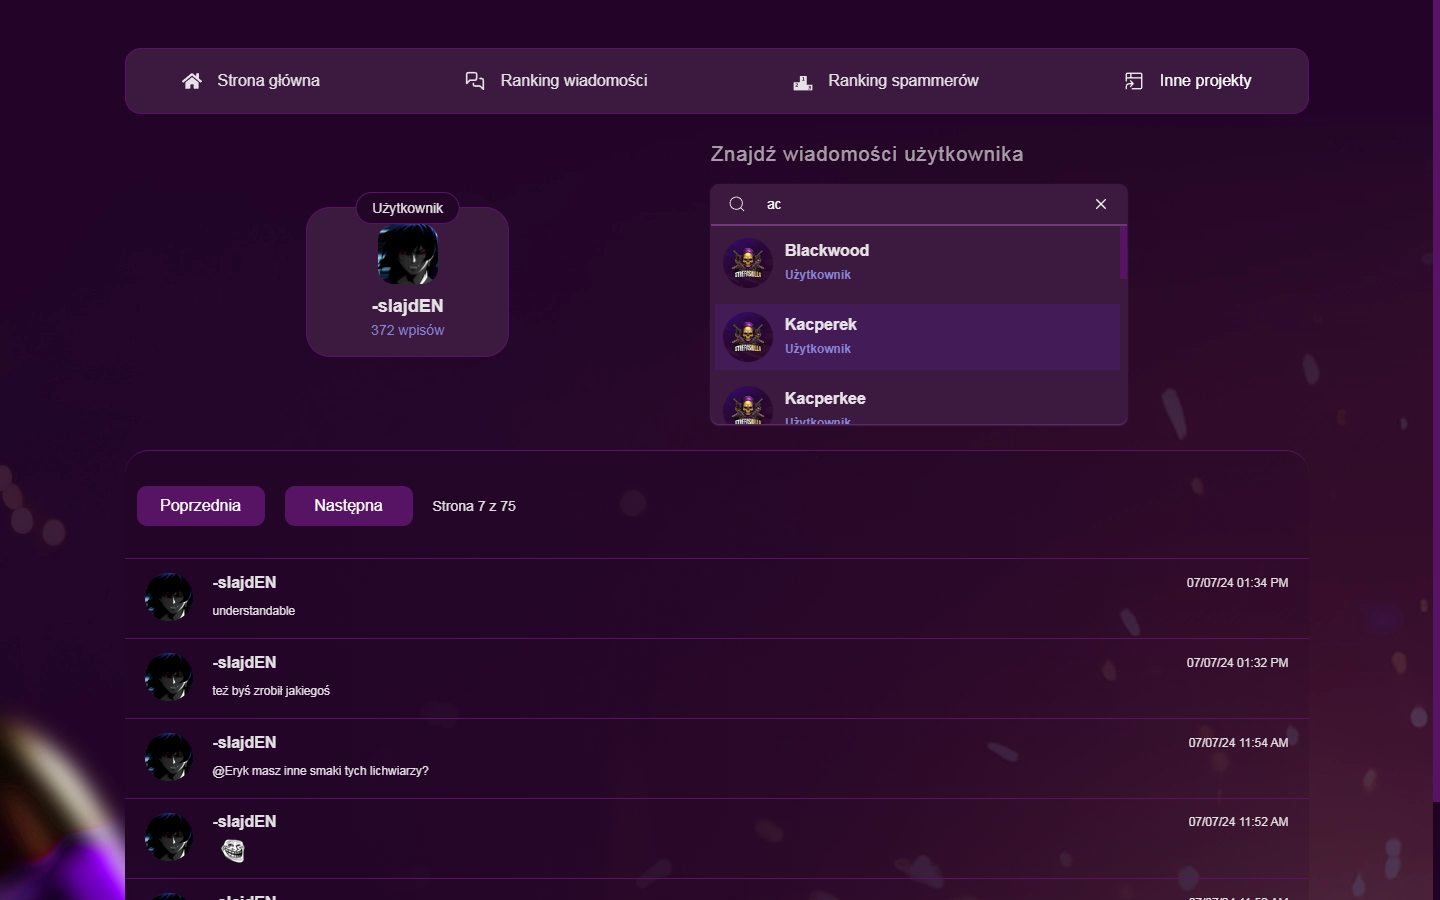 Strona główna
Ranking wiadomości
Ranking spammerów
Inne projekty
Znajdź wiadomości użytkownika
ac
Użytkownik
-slajdEN
372 wpisów
Blackwood
Użytkownik
Kacperek
Użytkownik
Kacperkee
Użytkownik
Poprzednia
Następna
Strona 7 z 75
-slajdEN
07/07/24 01:34 PM
understandable
-slajdEN
07/07/24 01:32 PM
też byś zrobił jakiegoś
-slajdEN
07/07/24 11:54 AM
@Eryk masz inne smaki tych lichwiarzy?
-slajdEN
07/07/24 11:52 AM
-slajdEN